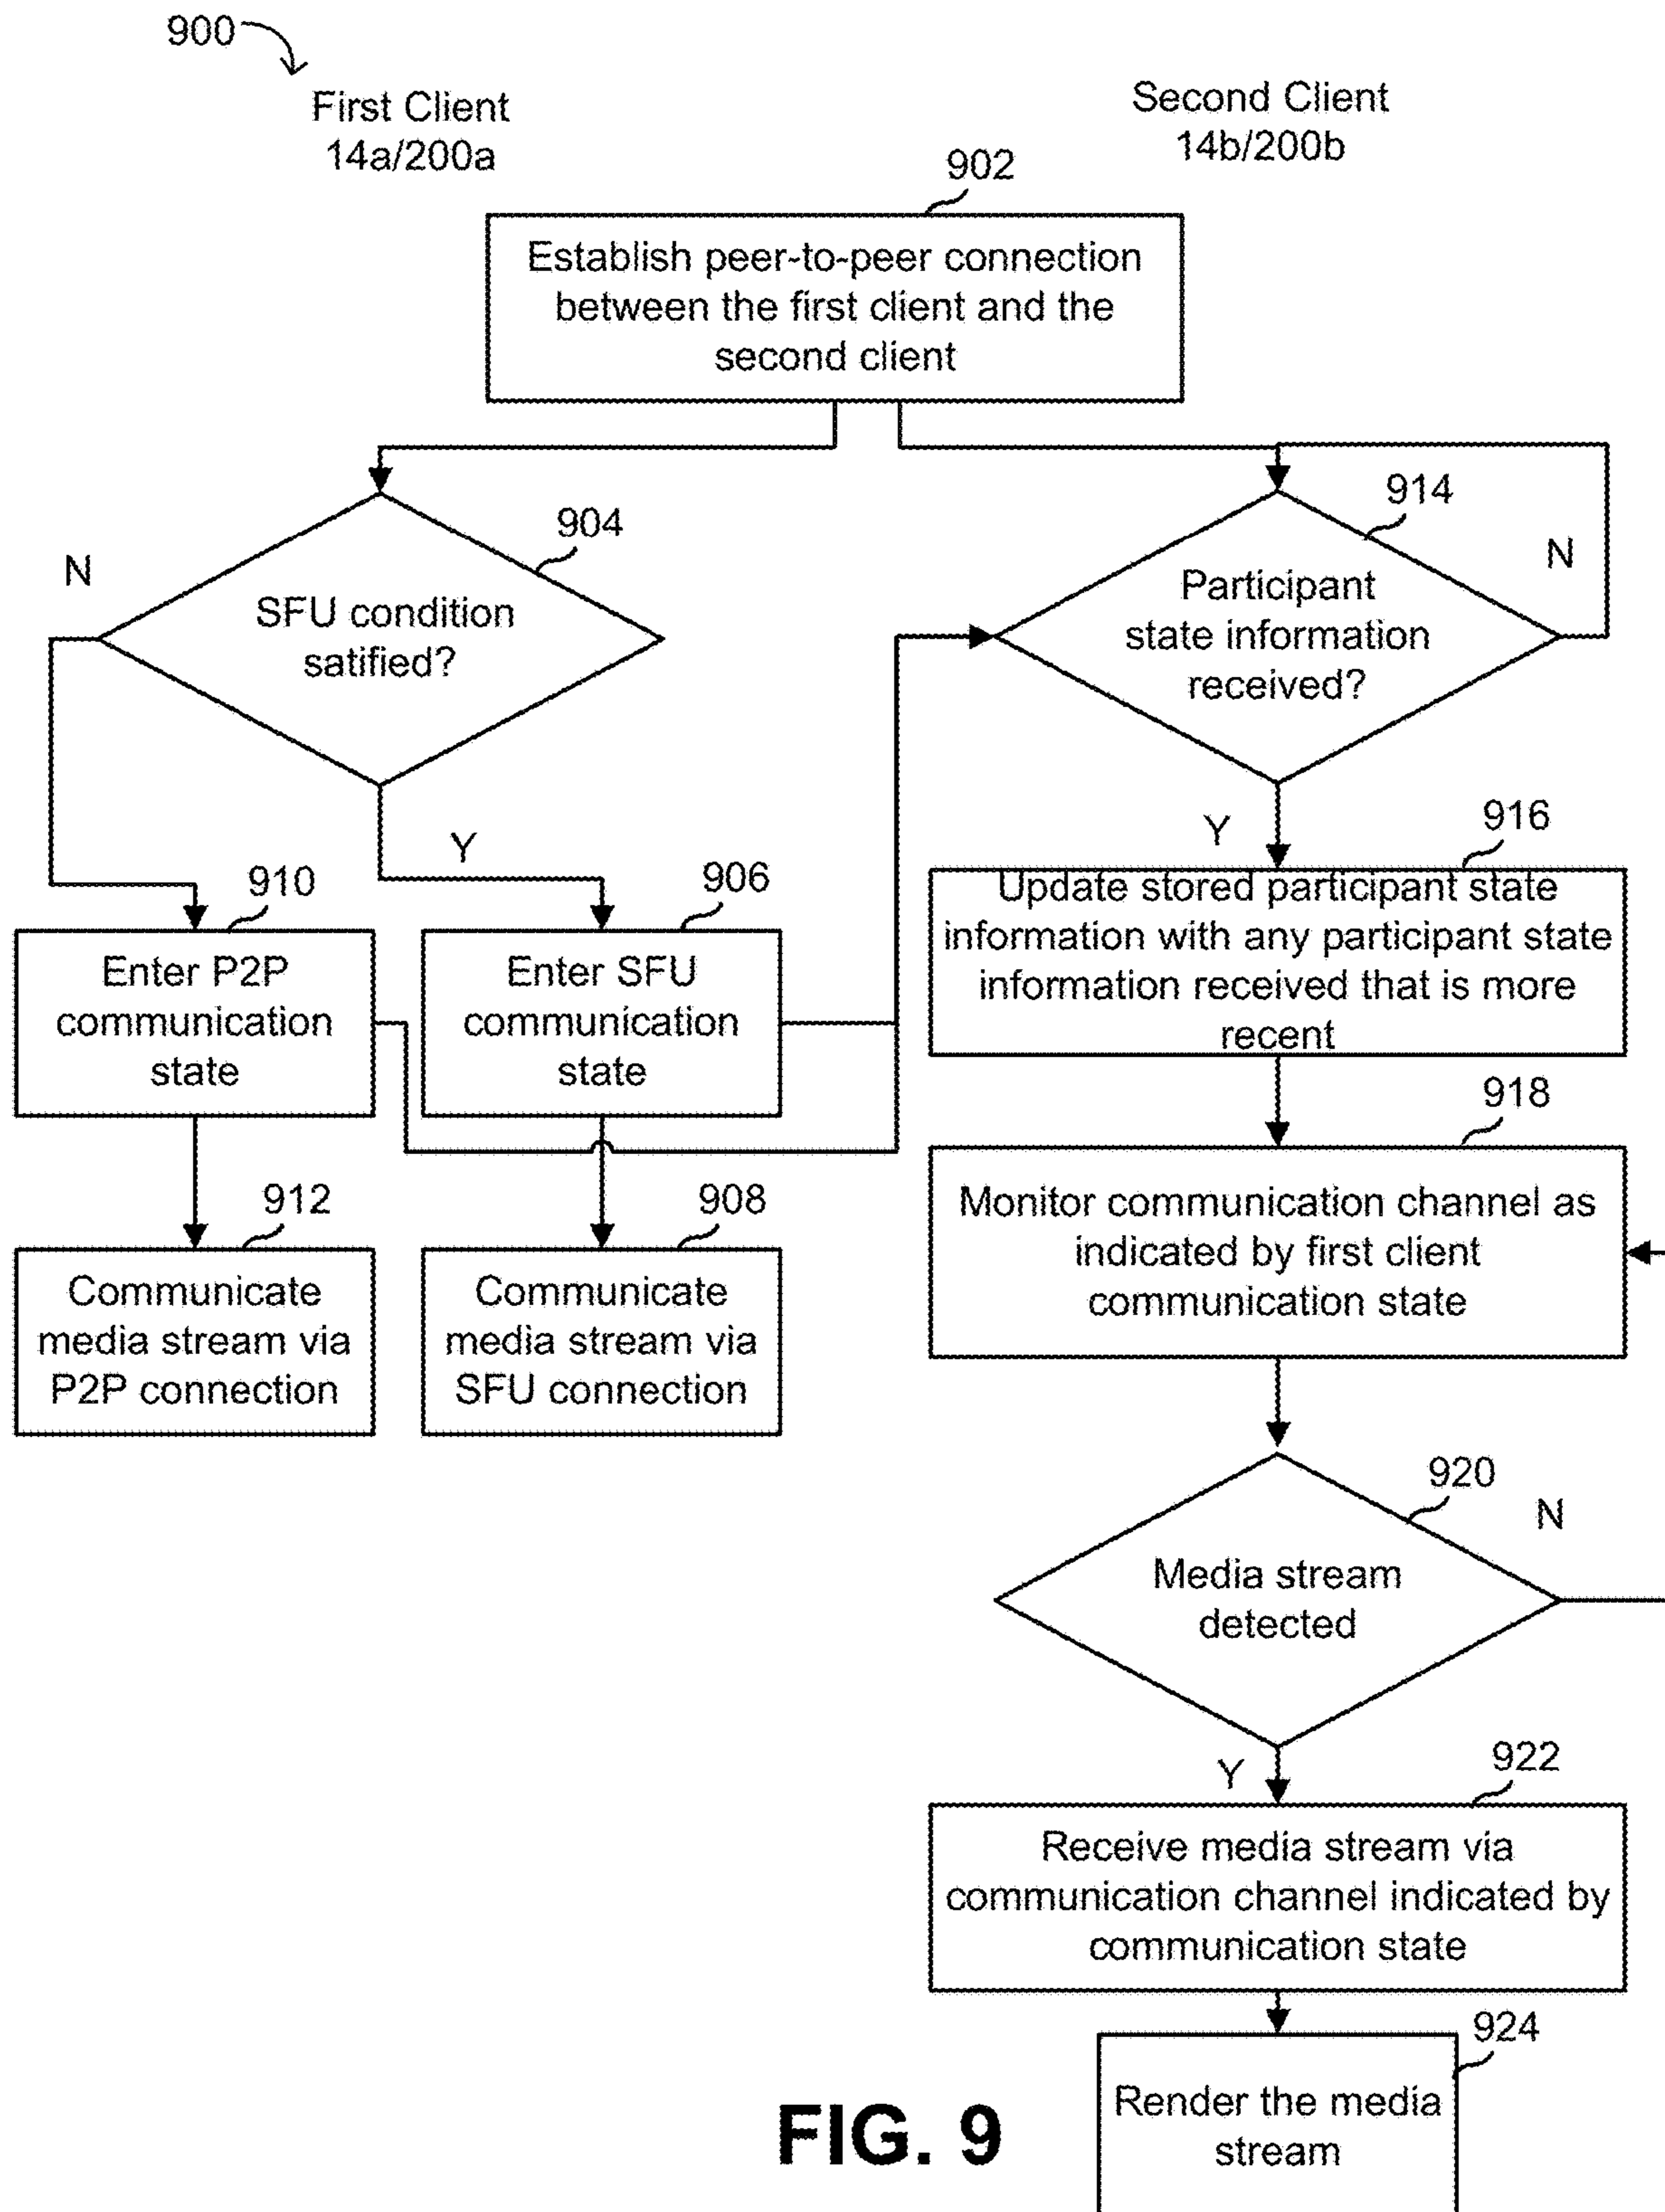 900
First Client
14a/200a
Second Client
14b/200b
902
Establish peer-to-peer connection
between the first client and the
second client
904
N
SFU condition
satified?
Y
914
N
Participant
state information
received?
Y
910
Enter P2P
communication
state
906
Enter SFU
communication
state
916
Update stored participant state
information with any participant state
information received that is more
recent
912
Communicate
media stream via
P2P connection
908
Communicate
media stream via
SFU connection
918
Monitor communication channel as
indicated by first client
communication state
920
N
Media stream
detected
Y
922
Receive media stream via
communication channel indicated by
communication state
924
Render the media
stream
FIG. 9